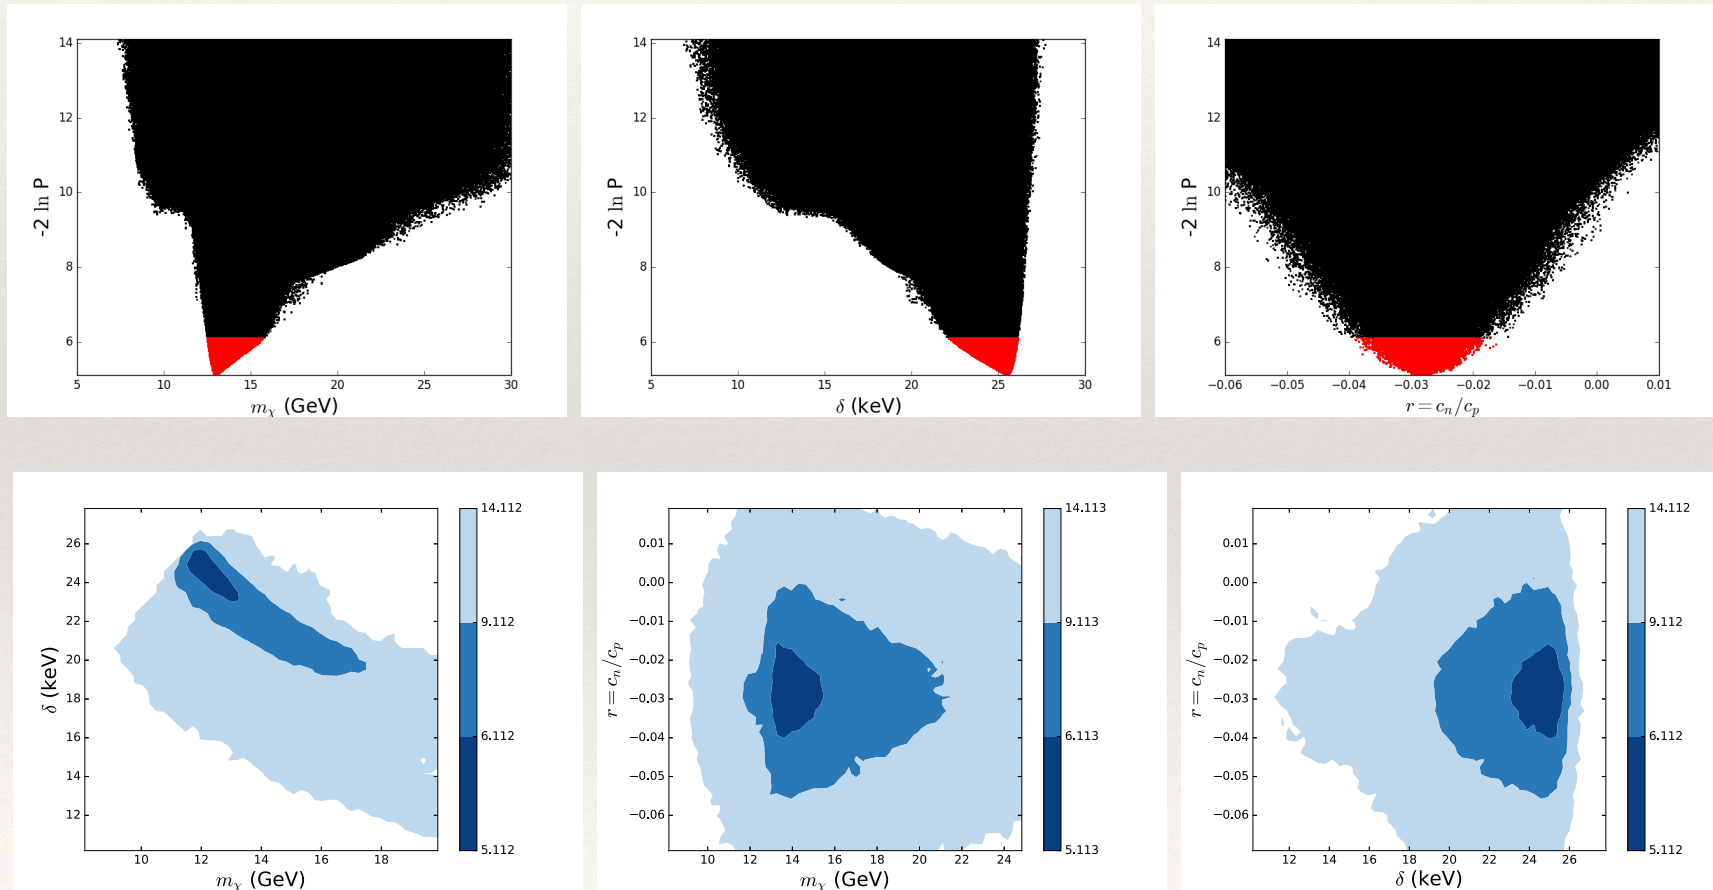 14
12
10
8
6
-2 ln P
5 10 15 20 25 30
m_χ (GeV)
14
12
10
8
6
-2 ln P
5 10 15 20 25 30
δ (keV)
14
12
10
8
6
-2 ln P
−0.06 −0.05 −0.04 −0.03 −0.02 −0.01 0.00 0.01
r = c_n/c_p
26
24
22
20
18
16
14
12
δ (keV)
10 12 14 16 18
m_χ (GeV)
14.112
9.112
6.112
5.112
0.01
0.00
−0.01
−0.02
−0.03
−0.04
−0.05
−0.06
r = c_n/c_p
10 12 14 16 18 20 22 24
m_χ (GeV)
14.113
9.113
6.113
5.113
0.01
0.00
−0.01
−0.02
−0.03
−0.04
−0.05
−0.06
r = c_n/c_p
12 14 16 18 20 22 24 26
δ (keV)
14.112
9.112
6.112
5.112